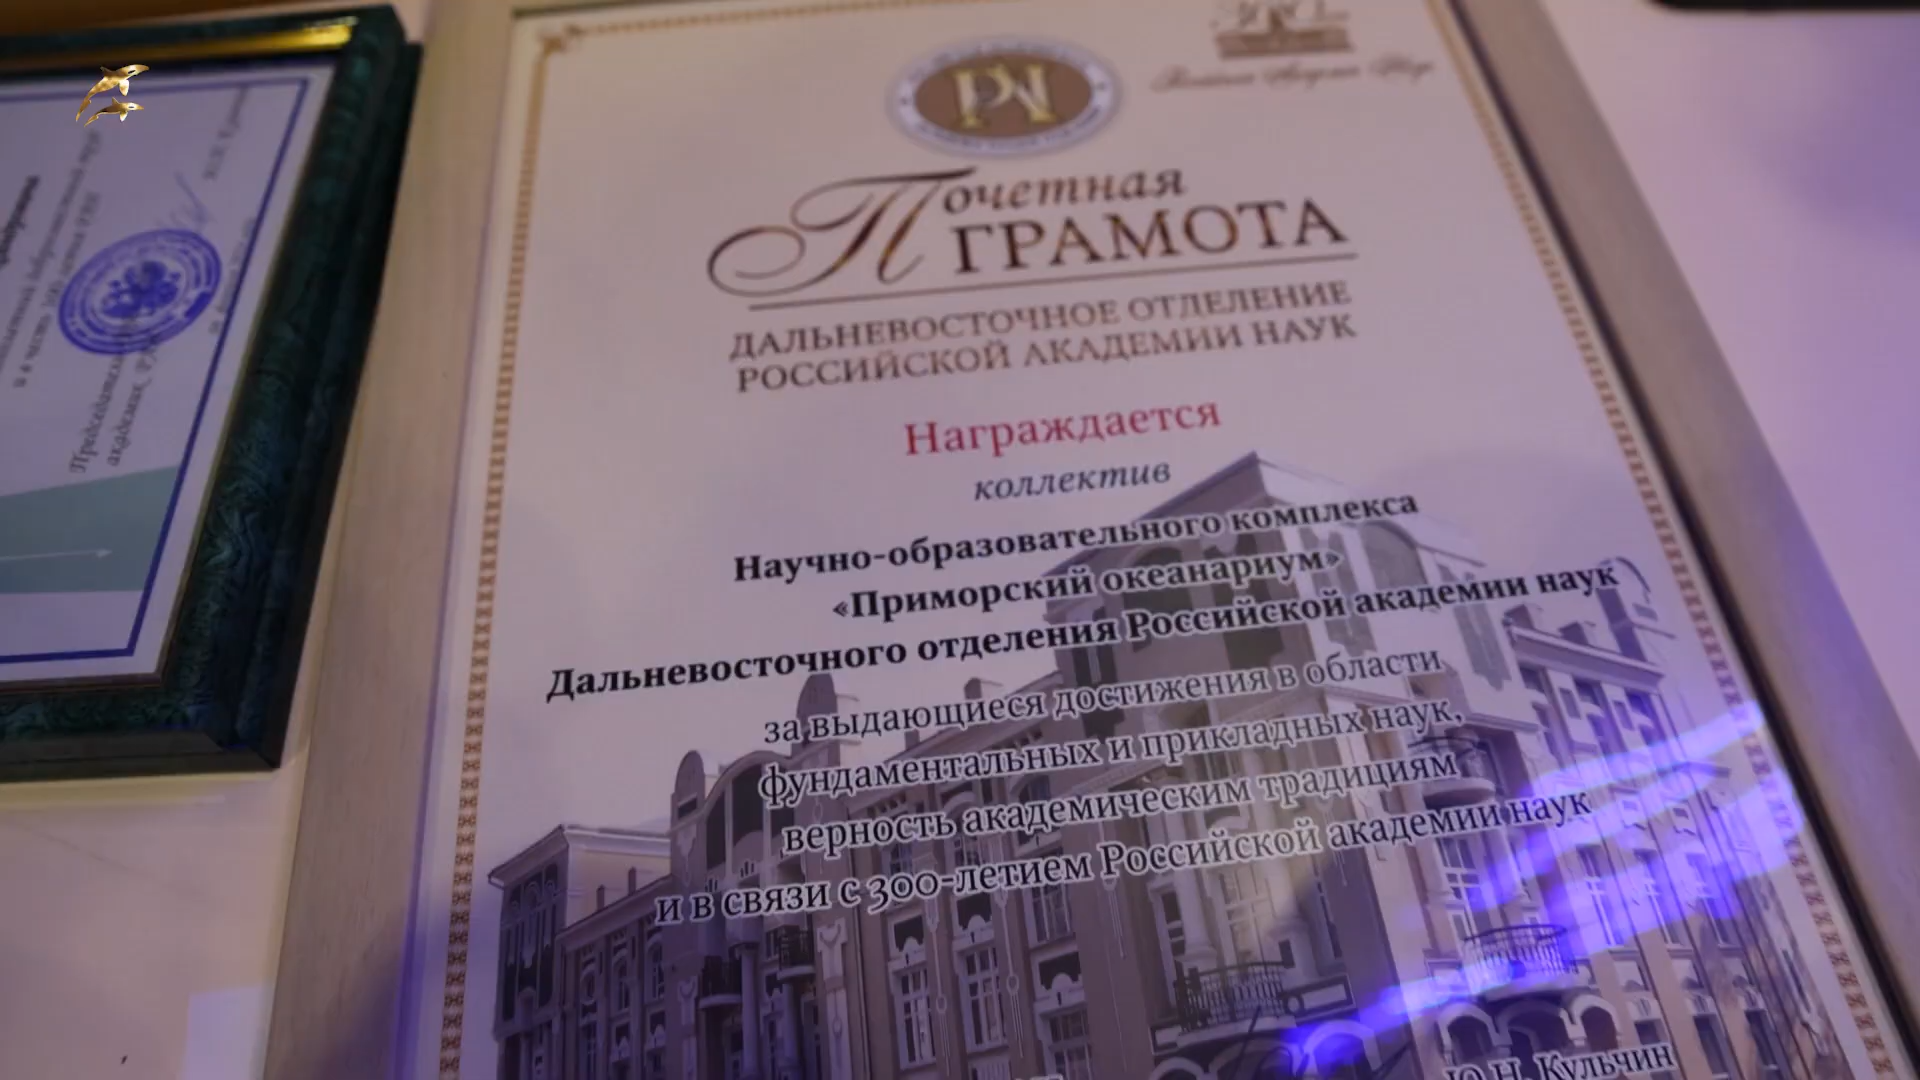 Почетная
ГРАМОТА
ДАЛЬНЕВОСТОЧНОЕ ОТДЕЛЕНИЕ
РОССИЙСКОЙ АКАДЕМИИ НАУК
Награждается
коллектив
Научно-образовательного комплекса
«Приморский океанариум»
Дальневосточного отделения Российской академии наук
за выдающиеся достижения в области
фундаментальных и прикладных наук,
верность академическим традициям
и в связи с 300-летием Российской академии наук
Ю.Н. Кульчин